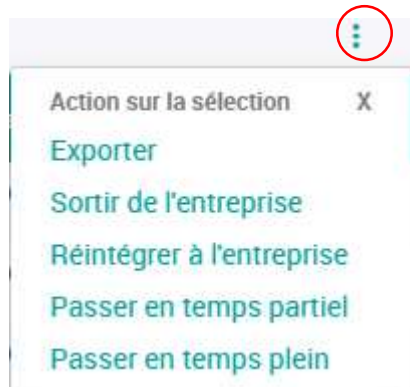 Action sur la sélection X
Exporter
Sortir de l'entreprise
Réintégrer à l'entreprise
Passer en temps partiel
Passer en temps plein